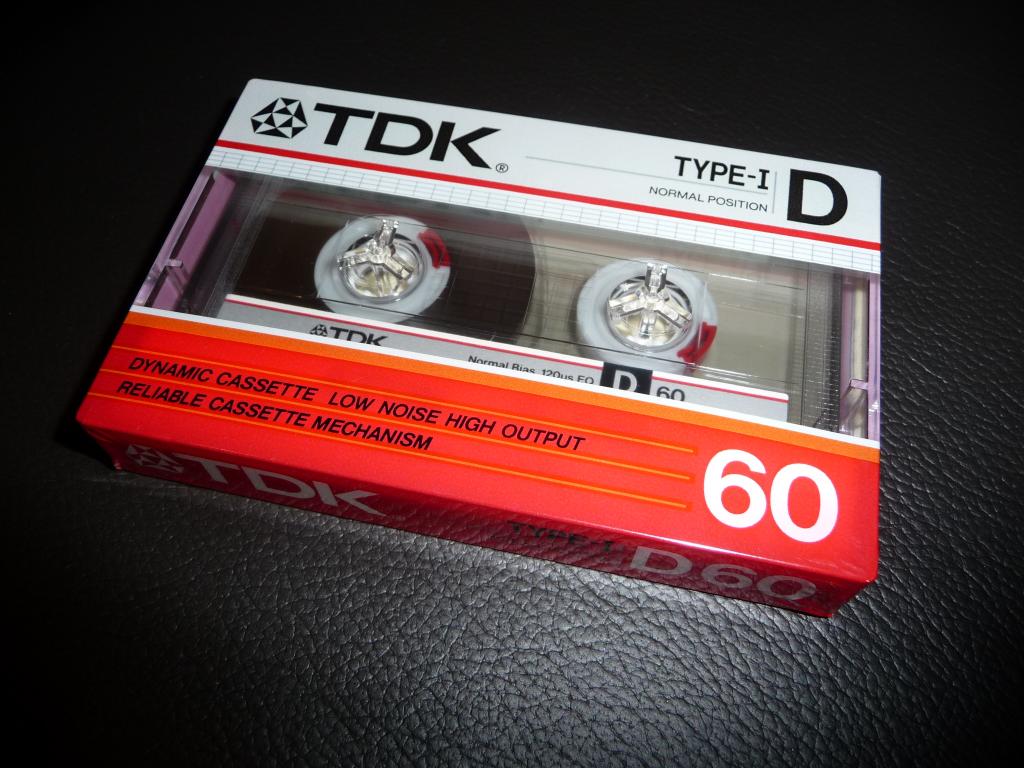 TDK®
TYPE-I D
NORMAL POSITION
TDK
Normal Bias 120us EQ D 60
DYNAMIC CASSETTE LOW NOISE HIGH OUTPUT
RELIABLE CASSETTE MECHANISM
60
TDK TYPE-I D60